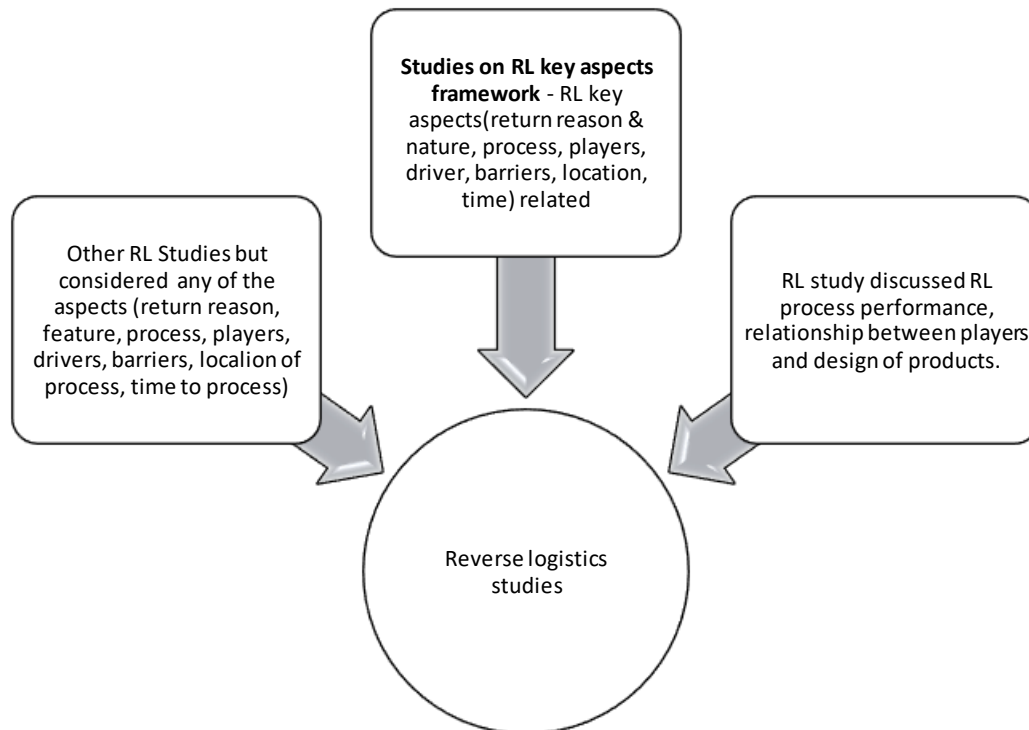 Studies on RL key aspects
framework - RL key
aspects(return reason &
nature, process, players,
driver, barriers, location,
time) related
Other RL Studies but
considered any of the
aspects (return reason,
feature, process, players,
drivers, barriers, localion of
process, time to process)
RL study discussed RL
process performance,
relationship between players
and design of products.
Reverse logistics
studies